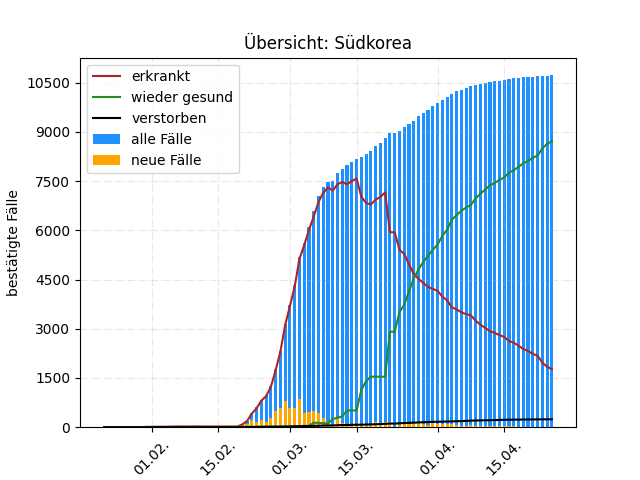 Übersicht: Südkorea
erkrankt
wieder gesund
verstorben
alle Fälle
neue Fälle
bestätigte Fälle
10500
9000
7500
6000
4500
3000
1500
0
01.02.
15.02.
01.03.
15.03.
01.04.
15.04.